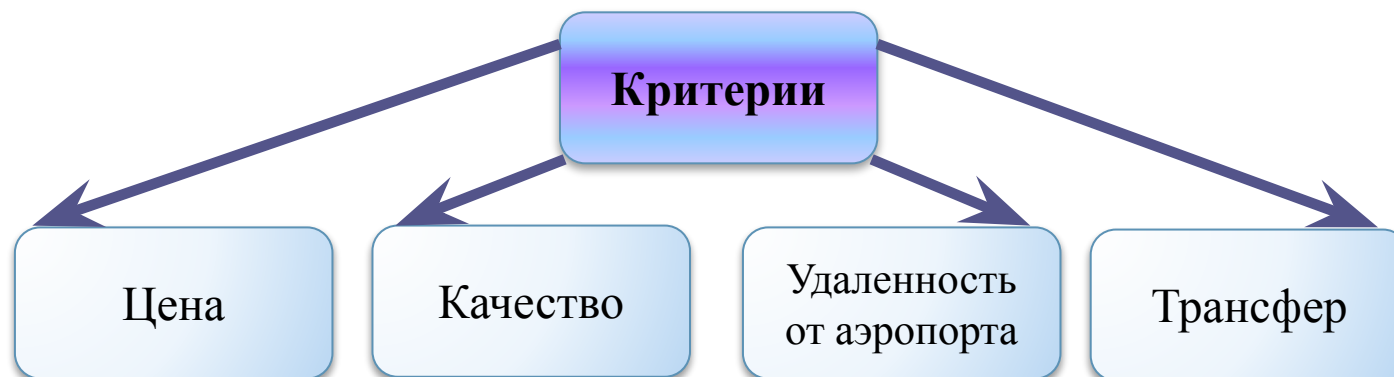 Критерии
Цена
Качество
Удаленность
от аэропорта
Трансфер